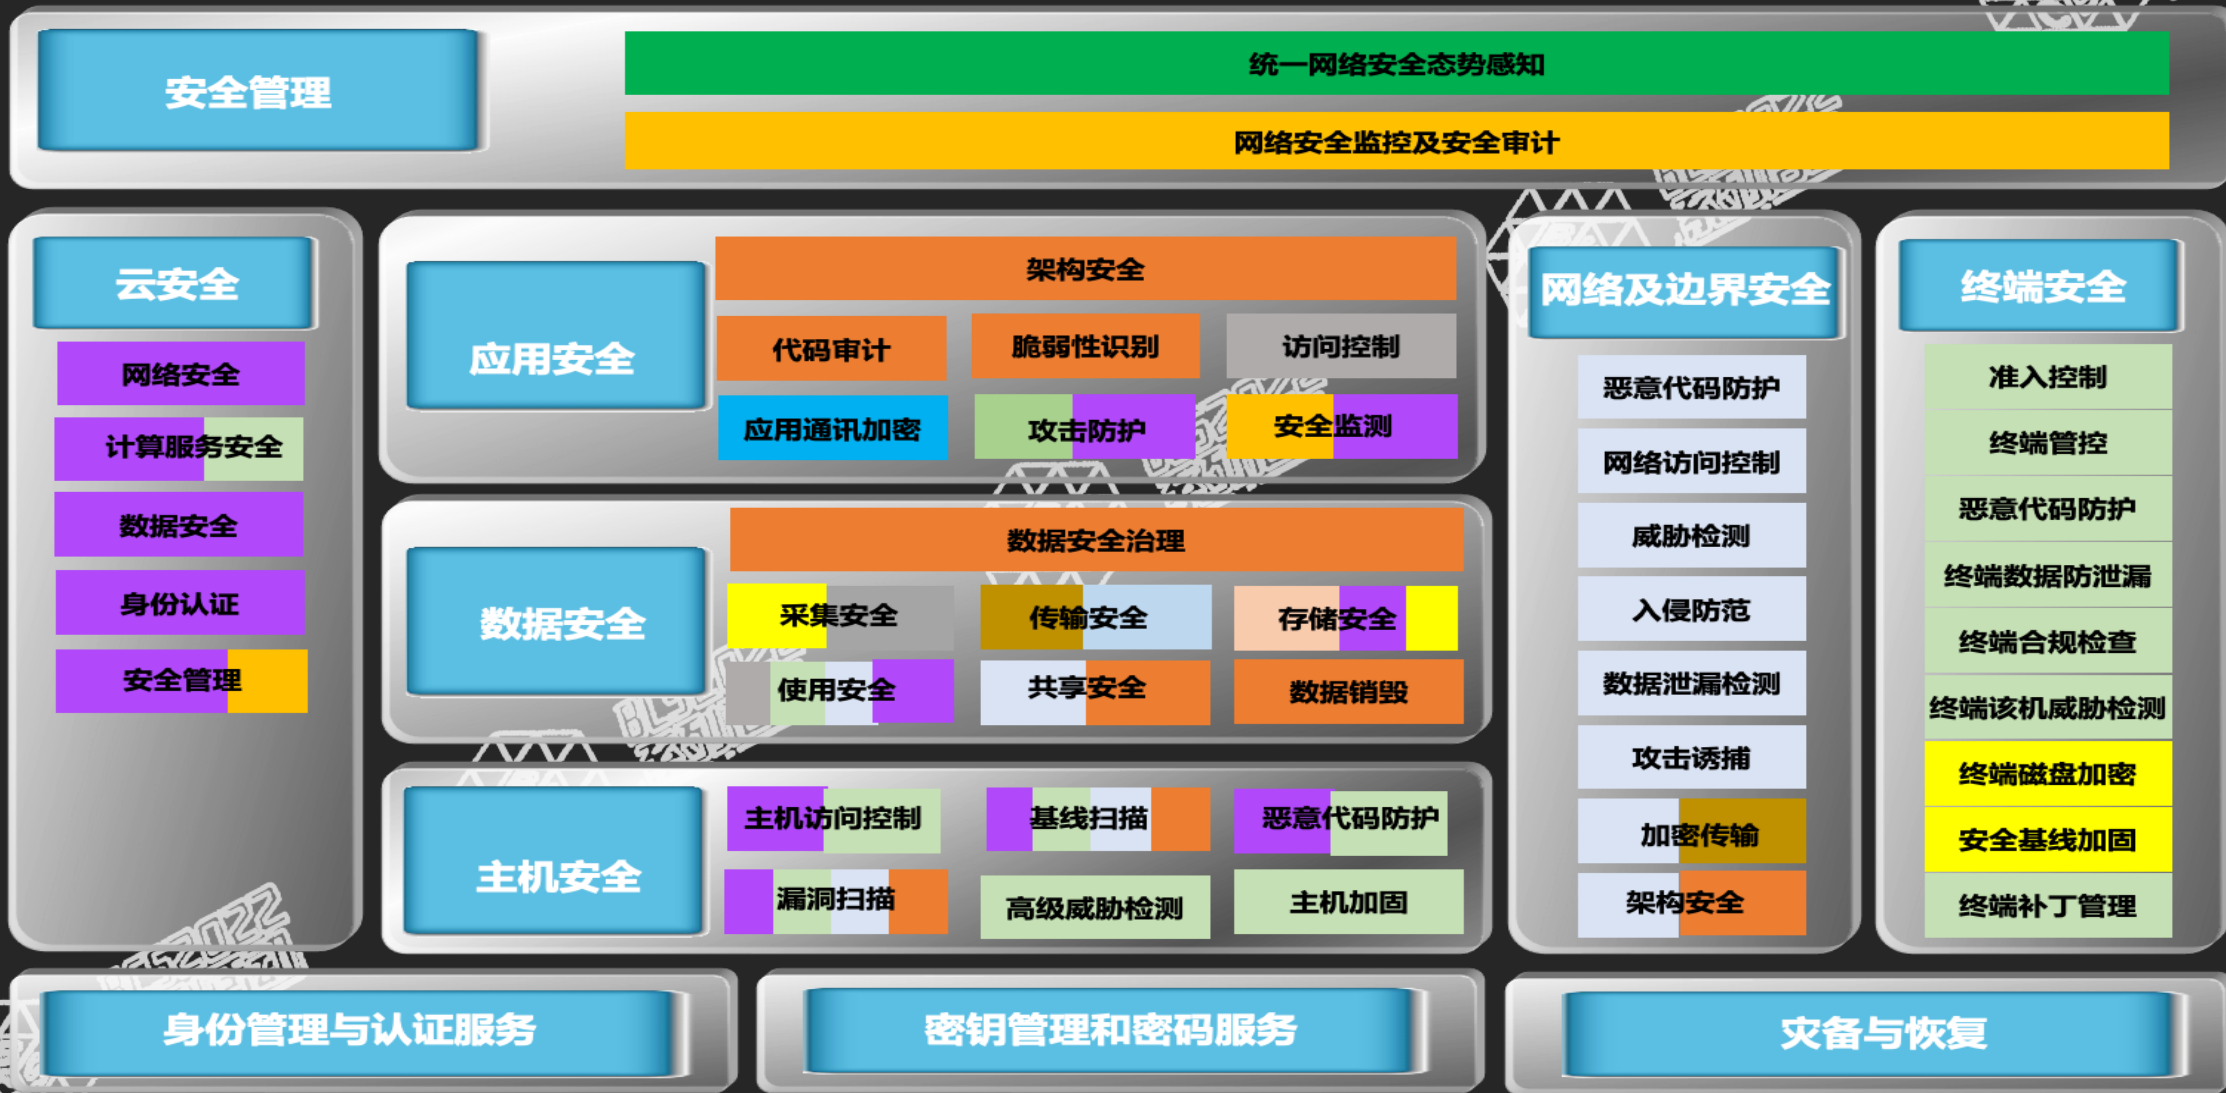 安全管理
统一网络安全态势感知
网络安全监控及安全审计
云安全
网络安全
计算服务安全
数据安全
身份认证
安全管理
应用安全
架构安全
代码审计
脆弱性识别
访问控制
应用通讯加密
攻击防护
安全监测
数据安全
数据安全治理
采集安全
传输安全
存储安全
使用安全
共享安全
数据销毁
主机安全
主机访问控制
基线扫描
恶意代码防护
漏洞扫描
高级威胁检测
主机加固
网络及边界安全
恶意代码防护
网络访问控制
威胁检测
入侵防范
数据泄漏检测
攻击诱捕
加密传输
架构安全
终端安全
准入控制
终端管控
恶意代码防护
终端数据防泄漏
终端合规检查
终端该机威胁检测
终端磁盘加密
安全基线加固
终端补丁管理
身份管理与认证服务
密钥管理和密码服务
灾备与恢复